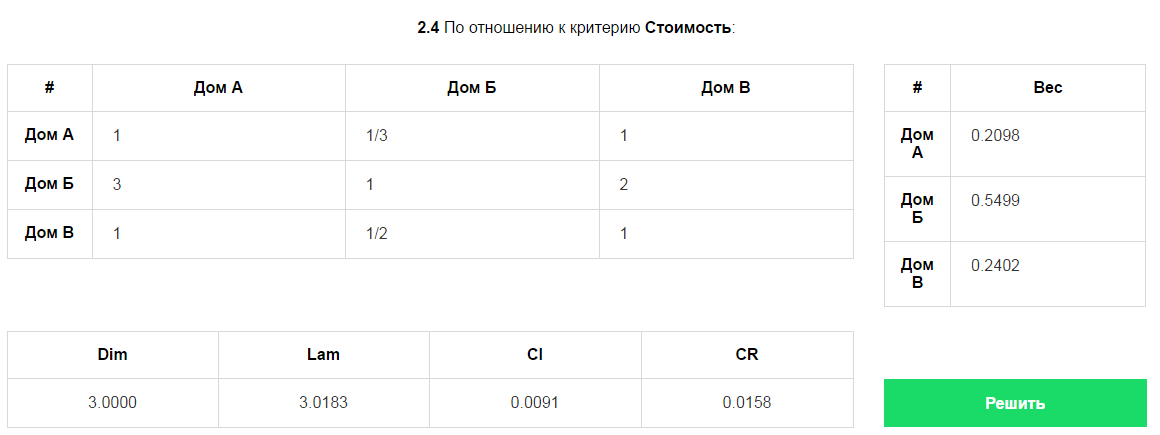 2.4 По отношению к критерию Стоимость:
# Дом А Дом Б Дом В
Дом А 1 1/3 1
Дом Б 3 1 2
Дом В 1 1/2 1
# Вес
Дом
А
0.2098
Дом
Б
0.5499
Дом
В
0.2402
Dim Lam CI CR
3.0000 3.0183 0.0091 0.0158
Решить